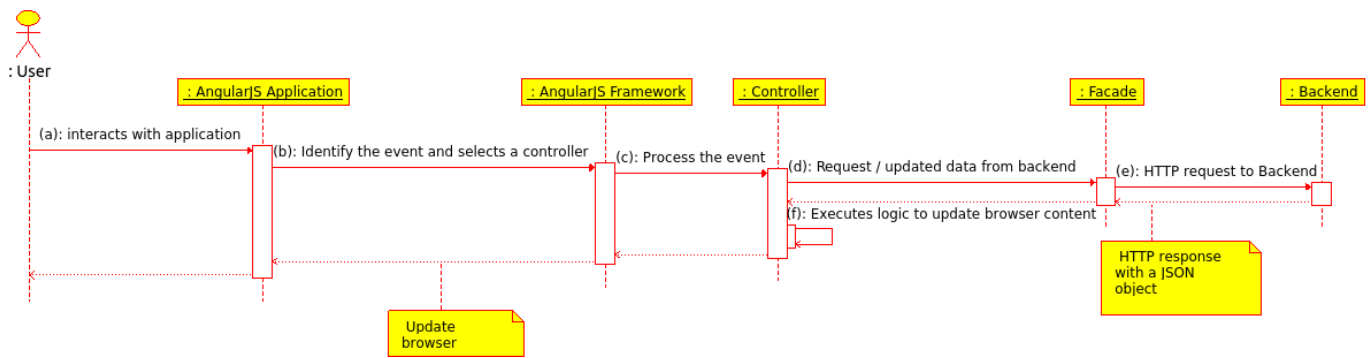 : User
: AngularJS Application
: AngularJS Framework
: Controller
: Facade
: Backend
(a): interacts with application
(b): Identify the event and selects a controller
(c): Process the event
(d): Request / updated data from backend
(e): HTTP request to Backend
(f): Executes logic to update browser content
HTTP response
with a JSON
object
Update
browser